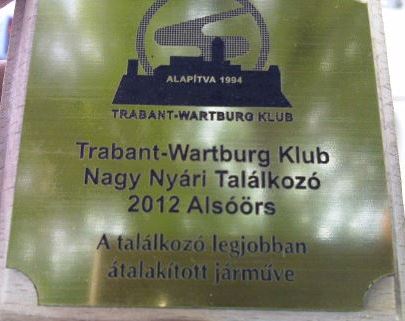 ALAPÍTVA 1994
TRABANT-WARTBURG KLUB
Trabant-Wartburg Klub
Nagy Nyári Találkozó
2012 Alsóörs
A találkozó legjobban
átalakított járműve